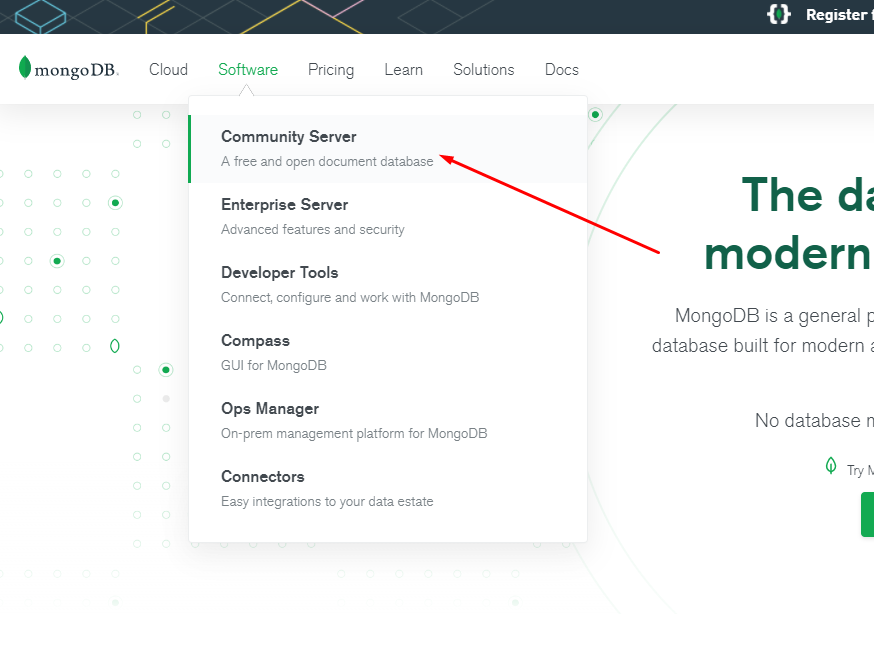 Register
mongoDB.
Cloud
Software
Pricing
Learn
Solutions
Docs
Community Server
A free and open document database
Enterprise Server
Advanced features and security
Developer Tools
Connect, configure and work with MongoDB
Compass
GUI for MongoDB
Ops Manager
On-prem management platform for MongoDB
Connectors
Easy integrations to your data estate
The
modern
MongoDB is a general
database built for modern
No database
Try